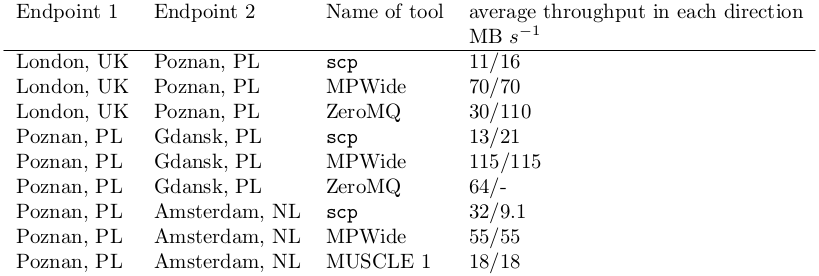 Endpoint 1 Endpoint 2 Name of tool average throughput in each direction
MB s⁻¹
London, UK Poznan, PL scp 11/16
London, UK Poznan, PL MPWide 70/70
London, UK Poznan, PL ZeroMQ 30/110
Poznan, PL Gdansk, PL scp 13/21
Poznan, PL Gdansk, PL MPWide 115/115
Poznan, PL Gdansk, PL ZeroMQ 64/-
Poznan, PL Amsterdam, NL scp 32/9.1
Poznan, PL Amsterdam, NL MPWide 55/55
Poznan, PL Amsterdam, NL MUSCLE 1 18/18